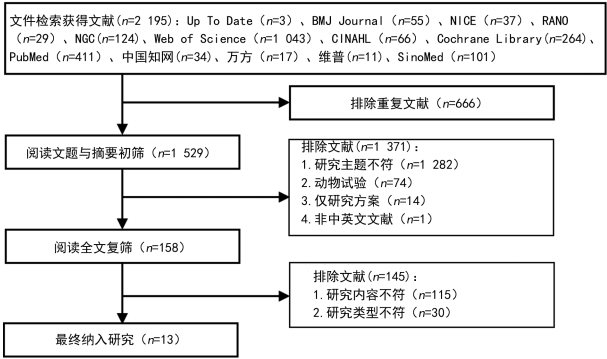 文件检索获得文献(n=2 195)：Up To Date（n=3）、BMJ Journal（n=55）、NICE（n=37）、RANO
（n=29）、NGC(n=124)、Web of Science（n=1 043）、CINAHL（n=66）、Cochrane Library(n=264)、
PubMed（n=411）、中国知网(n=34)、万方（n=17）、维普(n=11)、SinoMed（n=101）
排除重复文献（n=666）
阅读文题与摘要初筛（n=1 529）
排除文献(n=1 371)：
1.研究主题不符（n=1 282）
2.动物试验（n=74）
3.仅研究方案（n=14）
4.非中英文文献（n=1）
阅读全文复筛（n=158）
排除文献(n=145)：
1.研究内容不符（n=115）
2.研究类型不符（n=30）
最终纳入研究（n=13）